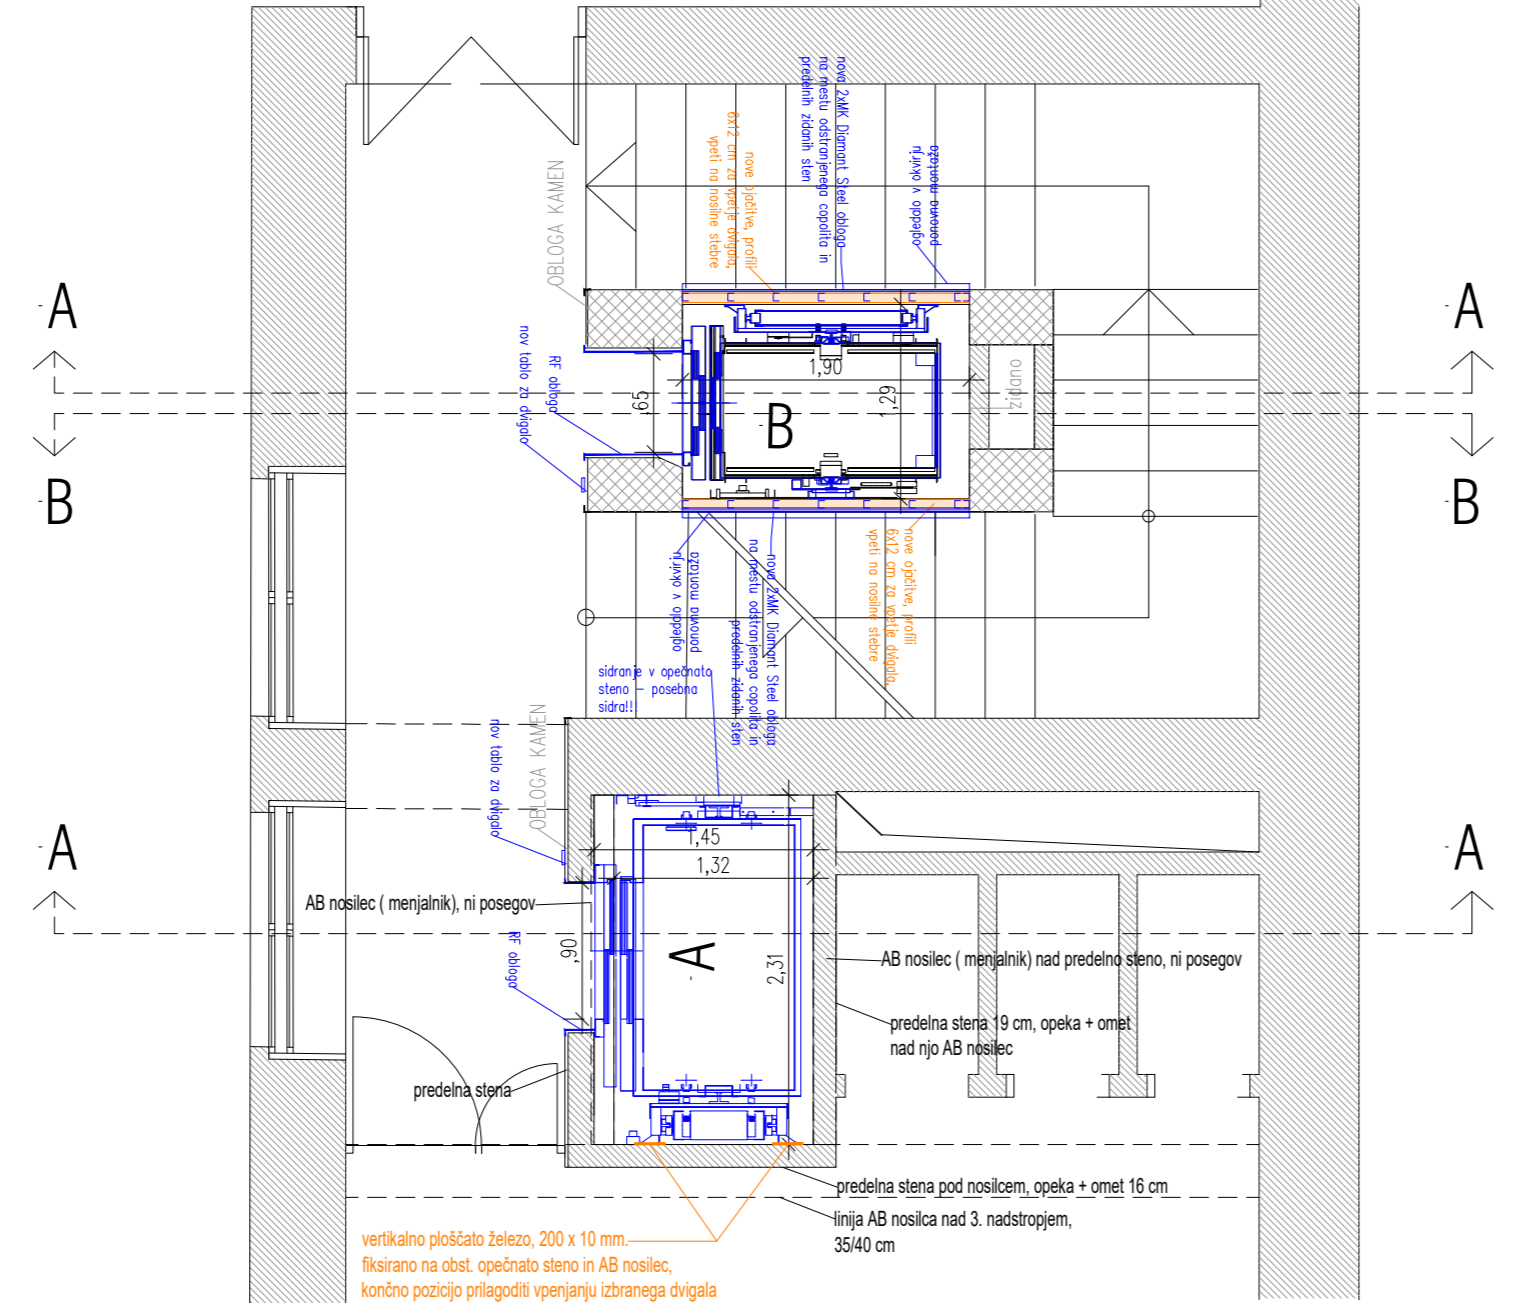 nova 2xMK Diamant Steel obloga
na mestu odstranjenega copolita in
predelnih zidanih sten
nove ojačitve, profili
6x12 cm za vpetje dvigala,
vpeti na nosilne stebre
ponovna montaža
ogledalo v okvirju
OBLOGA KAMEN
A
A
nov tablo za dvigalo
RF obloga
,65
1,90
1,29
B
zidano
B
B
nove ojačitve, profili
6x12 cm za vpetje dvigala,
vpeti na nosilne stebre
ponovna montaža
ogledalo v okvirju
nova 2xMK Diamant Steel obloga
na mestu odstranjenega copolita in
predelnih zidanih sten
sidranje v opečnato
steno - posebna
sidra!!!
OBLOGA KAMEN
nov tablo za dvigalo
A
A
1,45
1,32
AB nosilec ( menjalnik), ni posegov
RF obloga
,90
A
2,31
AB nosilec ( menjalnik) nad predelno steno, ni posegov
predelna stena 19 cm, opeka + omet
nad njo AB nosilec
predelna stena
predelna stena pod nosilcem, opeka + omet 16 cm
linija AB nosilca nad 3. nadstropjem,
35/40 cm
vertikalno ploščato železo, 200 x 10 mm.
fiksirano na obst. opečnato steno in AB nosilec,
končno pozicijo prilagoditi vpenjanju izbranega dvigala